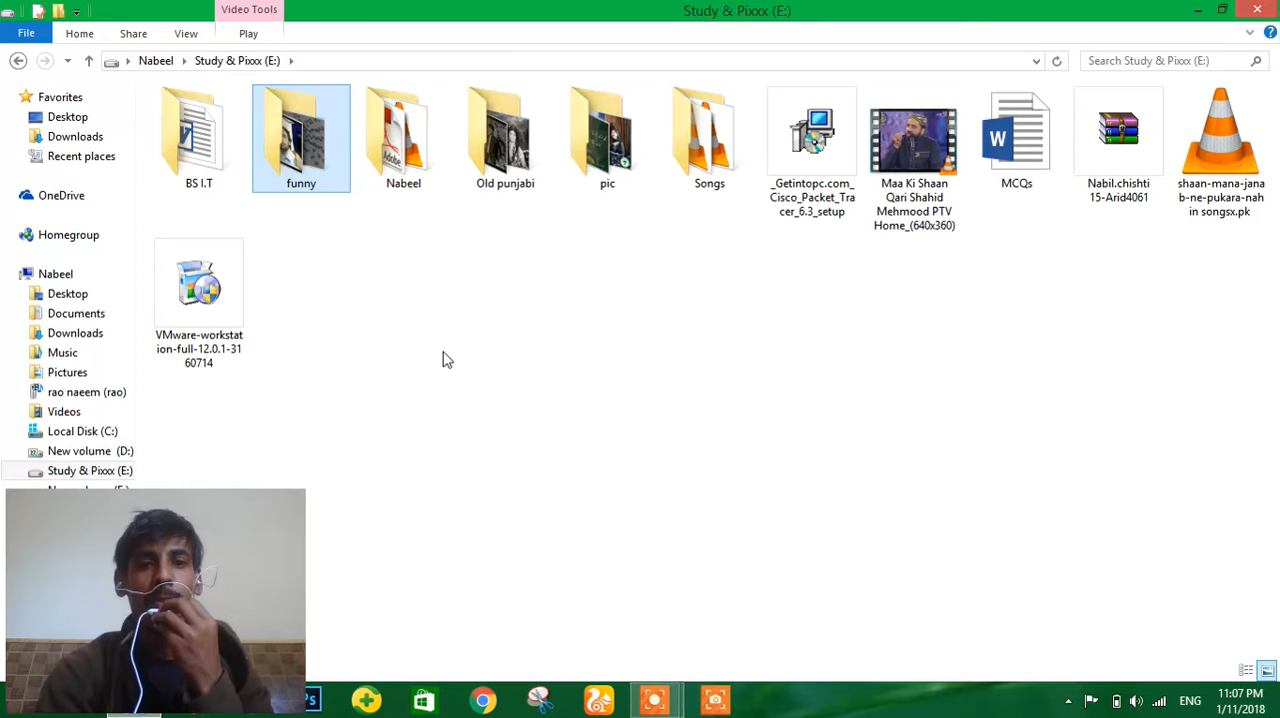 Video Tools
Study & Pixxx (E:)
File
Home
Share
View
Play
Nabeel
Study & Pixxx (E:)
Search Study & Pixxx (E:)
Favorites
Desktop
Downloads
Recent places
OneDrive
Homegroup
Nabeel
Desktop
Documents
Downloads
Music
Pictures
rao naeem (rao)
Videos
Local Disk (C:)
New volume (D:)
Study & Pixxx (E:)
BS I.T
funny
Nabeel
Old punjabi
pic
Songs
_Getintopc.com_
Cisco_Packet_Tra
cer_6.3_setup
Maa Ki Shaan
Qari Shahid
Mehmood PTV
Home_(640x360)
MCQs
Nabil.chishti
15-Arid4061
shaan-mana-jana
b-ne-pukara-nah
in songsx.pk
VMware-workstat
ion-full-12.0.1-31
60714
ENG
11:07 PM
1/11/2018